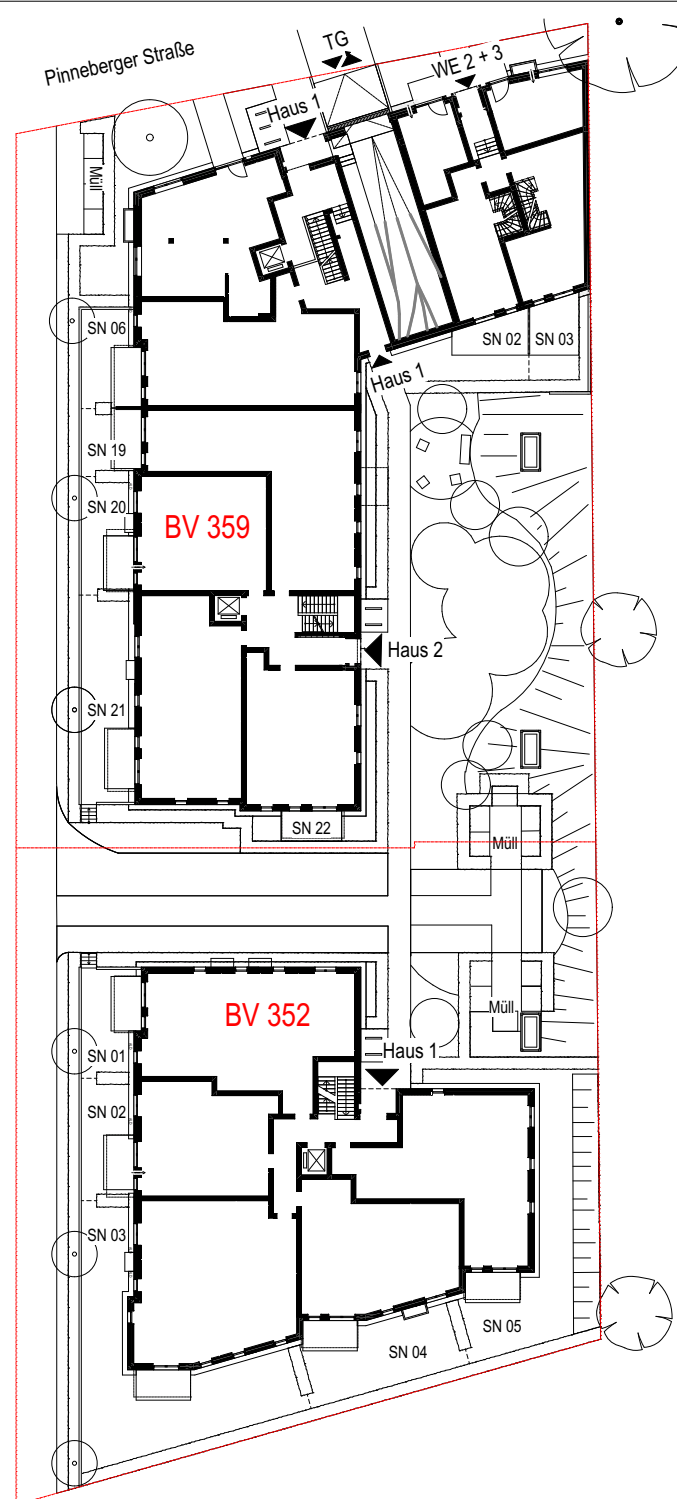 Pinneberger Straße
TG
WE 2 + 3
Haus 1
Müll
SN 06
SN 02
SN 03
Haus 1
SN 19
SN 20
BV 359
Haus 2
SN 21
SN 22
Müll
BV 352
Müll
Haus 1
SN 01
SN 02
SN 03
SN 05
SN 04